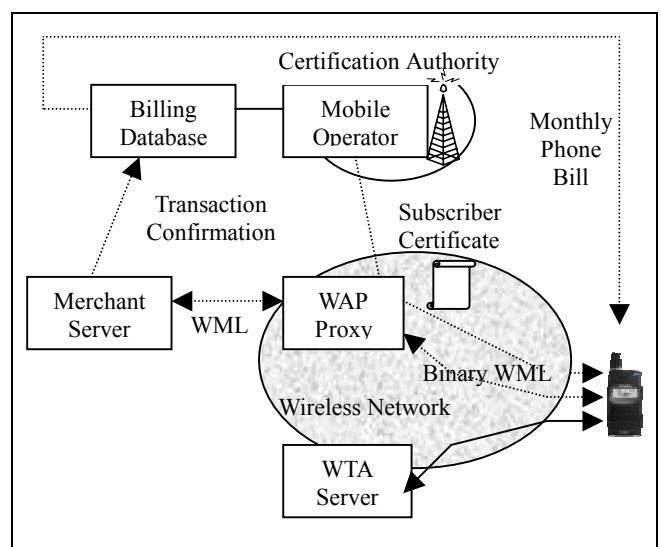 Certification Authority
Billing
Database
Mobile
Operator
Monthly
Phone
Bill
Transaction
Confirmation
Subscriber
Certificate
Merchant
Server
WML
WAP
Proxy
Binary WML
Wireless Network
WTA
Server